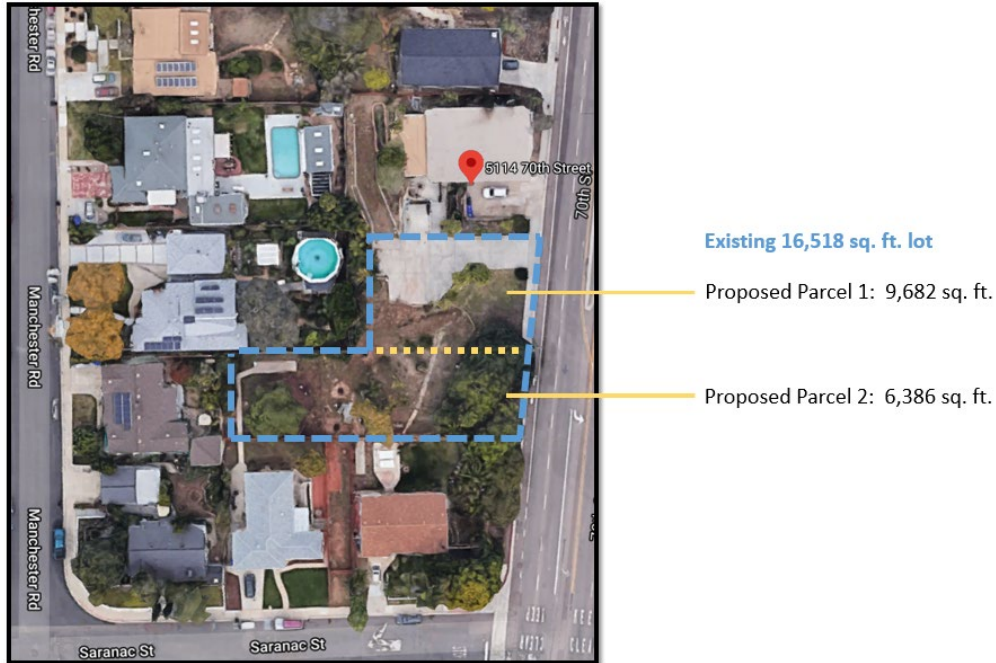 hester Rd
5114 70th Street
70th S
Existing 16,518 sq. ft. lot
Proposed Parcel 1:  9,682 sq. ft.
Manchester Rd
Proposed Parcel 2:  6,386 sq. ft.
Manchester Rd
Saranac St
Saranac St